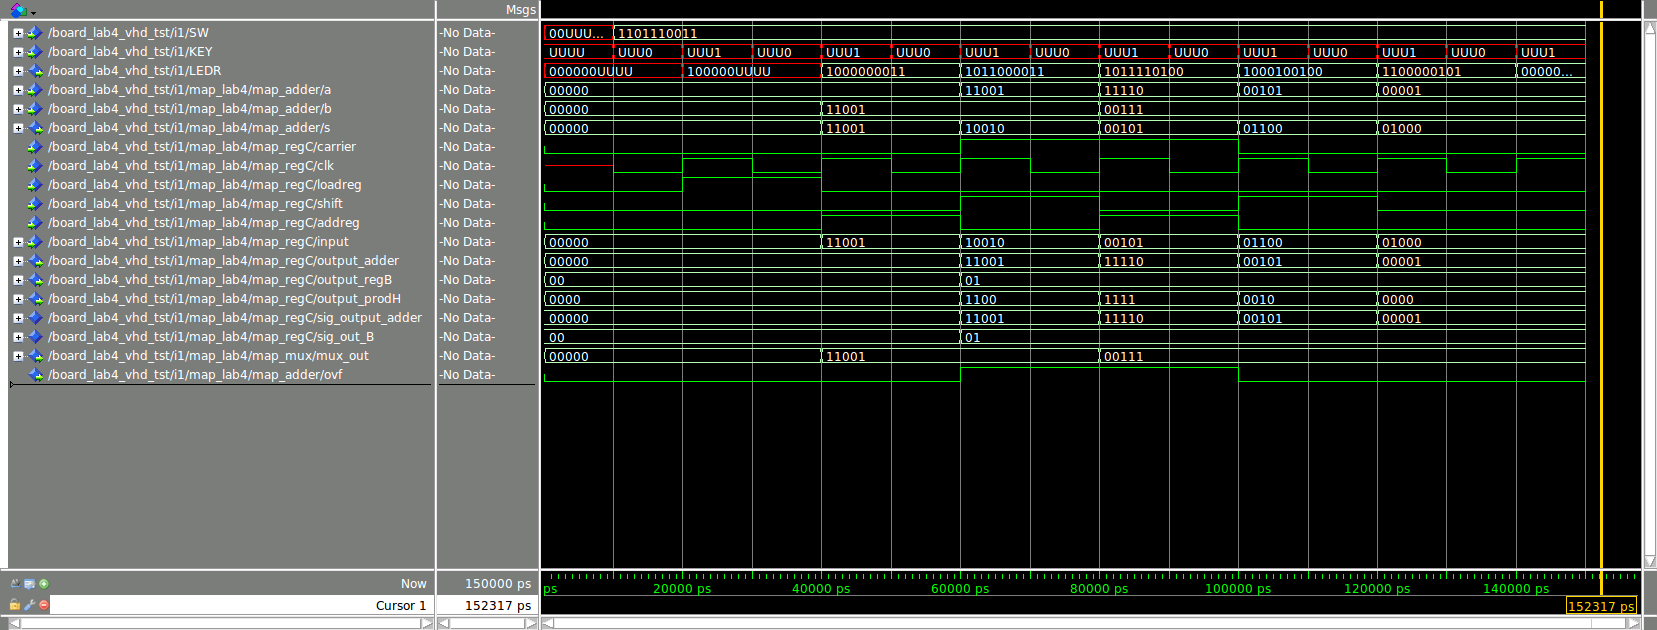 Msgs
/board_lab4_vhd_tst/i1/SW -No Data- 00UUU... 1101110011
/board_lab4_vhd_tst/i1/KEY -No Data- UUUU UUU0 UUU1 UUU0 UUU1 UUU0 UUU1 UUU0 UUU1 UUU0 UUU1 UUU0 UUU1 UUU0 UUU1
/board_lab4_vhd_tst/i1/LEDR -No Data- 000000UUUU 100000UUUU 1000000011 1011000011 1011110100 1000100100 1100000101 00000...
/board_lab4_vhd_tst/i1/map_lab4/map_adder/a -No Data- 00000 11001 11110 00101 00001
/board_lab4_vhd_tst/i1/map_lab4/map_adder/b -No Data- 00000 11001 00111
/board_lab4_vhd_tst/i1/map_lab4/map_adder/s -No Data- 00000 11001 10010 00101 01100 01000
/board_lab4_vhd_tst/i1/map_lab4/map_regC/carrier -No Data-
/board_lab4_vhd_tst/i1/map_lab4/map_regC/clk -No Data-
/board_lab4_vhd_tst/i1/map_lab4/map_regC/loadreg -No Data-
/board_lab4_vhd_tst/i1/map_lab4/map_regC/shift -No Data-
/board_lab4_vhd_tst/i1/map_lab4/map_regC/addreg -No Data-
/board_lab4_vhd_tst/i1/map_lab4/map_regC/input -No Data- 00000 11001 10010 00101 01100 01000
/board_lab4_vhd_tst/i1/map_lab4/map_regC/output_adder -No Data- 00000 11001 11110 00101 00001
/board_lab4_vhd_tst/i1/map_lab4/map_regC/output_regB -No Data- 00 01
/board_lab4_vhd_tst/i1/map_lab4/map_regC/output_prodH -No Data- 0000 1100 1111 0010 0000
/board_lab4_vhd_tst/i1/map_lab4/map_regC/sig_output_adder -No Data- 00000 11001 11110 00101 00001
/board_lab4_vhd_tst/i1/map_lab4/map_regC/sig_out_B -No Data- 00 01
/board_lab4_vhd_tst/i1/map_lab4/map_mux/mux_out -No Data- 00000 11001 00111
/board_lab4_vhd_tst/i1/map_lab4/map_adder/ovf -No Data-
Now 150000 ps ps 20000 ps 40000 ps 60000 ps 80000 ps 100000 ps 120000 ps 140000 ps
Cursor 1 152317 ps 152317 ps